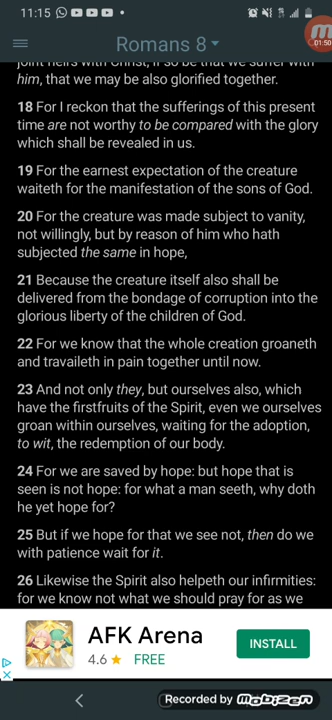 11:15
01:50
Romans 8
joint heirs with Christ, if so be that we suffer with
him, that we may be also glorified together.
18 For I reckon that the sufferings of this present
time are not worthy to be compared with the glory
which shall be revealed in us.
19 For the earnest expectation of the creature
waiteth for the manifestation of the sons of God.
20 For the creature was made subject to vanity,
not willingly, but by reason of him who hath
subjected the same in hope,
21 Because the creature itself also shall be
delivered from the bondage of corruption into the
glorious liberty of the children of God.
22 For we know that the whole creation groaneth
and travaileth in pain together until now.
23 And not only they, but ourselves also, which
have the firstfruits of the Spirit, even we ourselves
groan within ourselves, waiting for the adoption,
to wit, the redemption of our body.
24 For we are saved by hope: but hope that is
seen is not hope: for what a man seeth, why doth
he yet hope for?
25 But if we hope for that we see not, then do we
with patience wait for it.
26 Likewise the Spirit also helpeth our infirmities:
for we know not what we should pray for as we
AFK Arena
4.6 ★ FREE
INSTALL
Recorded by MOBIZEN